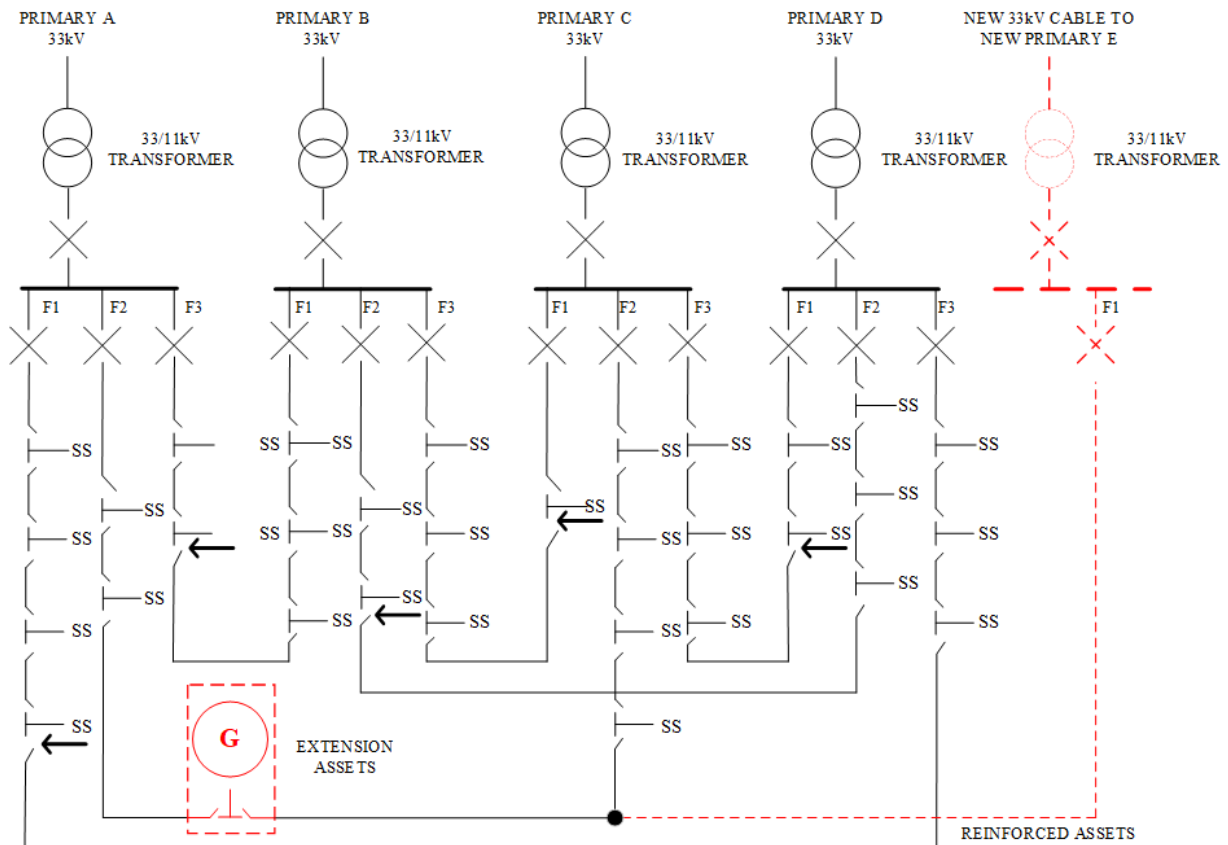 PRIMARY A
33kV
PRIMARY B
33kV
PRIMARY C
33kV
PRIMARY D
33kV
NEW 33kV CABLE TO
NEW PRIMARY E
33/11kV
TRANSFORMER
33/11kV
TRANSFORMER
33/11kV
TRANSFORMER
33/11kV
TRANSFORMER
33/11kV
TRANSFORMER
F1 F2 F3 F1 F2 F3 F1 F2 F3 F1 F2 F3 F1
SS
SS SS SS SS SS SS SS SS
SS SS SS SS SS
SS SS SS SS SS SS SS SS
SS SS SS
SS SS SS SS SS SS
SS SS
G
EXTENSION
ASSETS
REINFORCED ASSETS